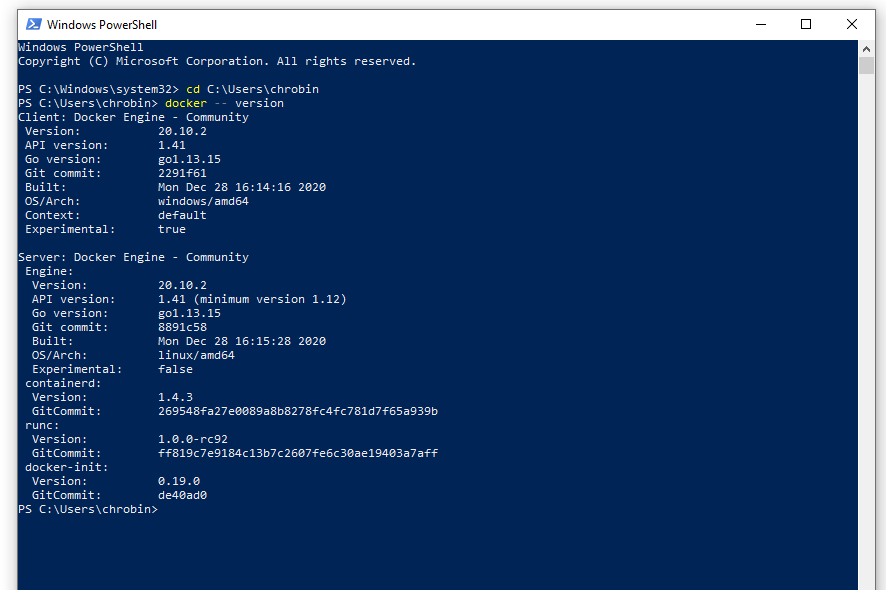 Windows PowerShell
Windows PowerShell
Copyright (C) Microsoft Corporation. All rights reserved.
PS C:\Windows\system32> cd C:\Users\chrobin
PS C:\Users\chrobin> docker -- version
Client: Docker Engine - Community
Version: 20.10.2
API version: 1.41
Go version: go1.13.15
Git commit: 2291f61
Built: Mon Dec 28 16:14:16 2020
OS/Arch: windows/amd64
Context: default
Experimental: true
Server: Docker Engine - Community
Engine:
Version: 20.10.2
API version: 1.41 (minimum version 1.12)
Go version: go1.13.15
Git commit: 8891c58
Built: Mon Dec 28 16:15:28 2020
OS/Arch: linux/amd64
Experimental: false
containerd:
Version: 1.4.3
GitCommit: 269548fa27e0089a8b8278fc4fc781d7f65a939b
runc:
Version: 1.0.0-rc92
GitCommit: ff819c7e9184c13b7c2607fe6c30ae19403a7aff
docker-init:
Version: 0.19.0
GitCommit: de40ad0
PS C:\Users\chrobin>